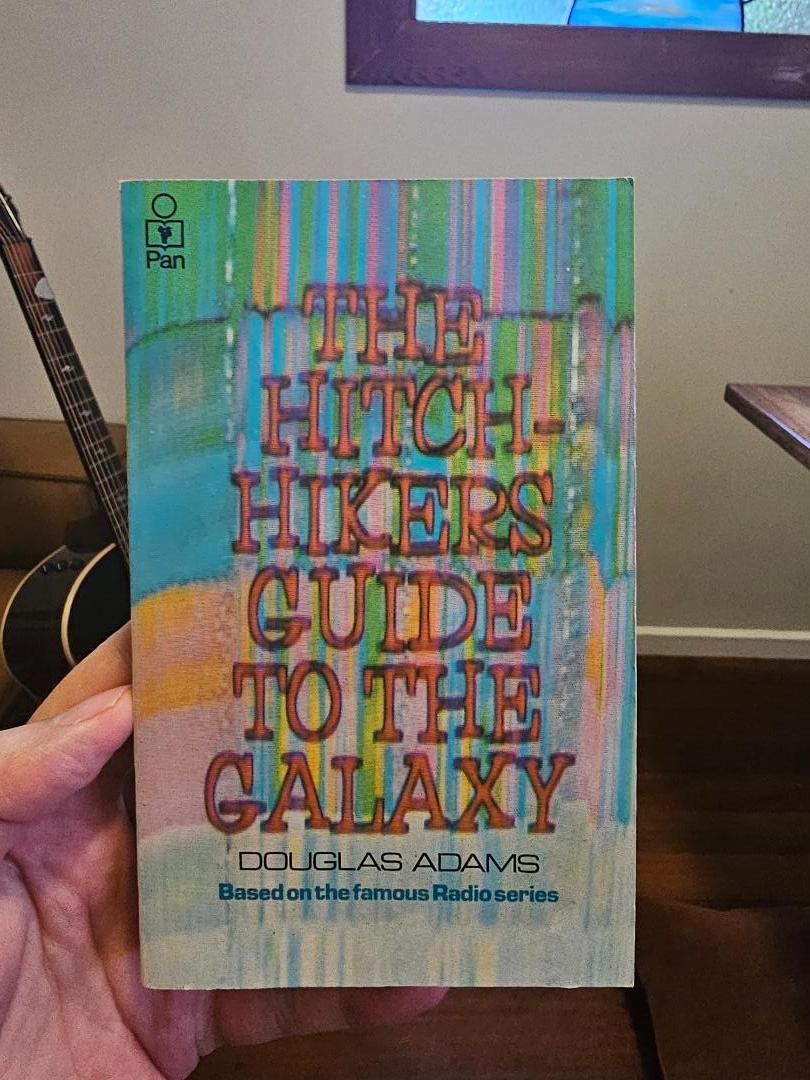 Pan
THE
HITCH-
HIKERS
GUIDE
TO THE
GALAXY
DOUGLAS ADAMS
Based on the famous Radio series